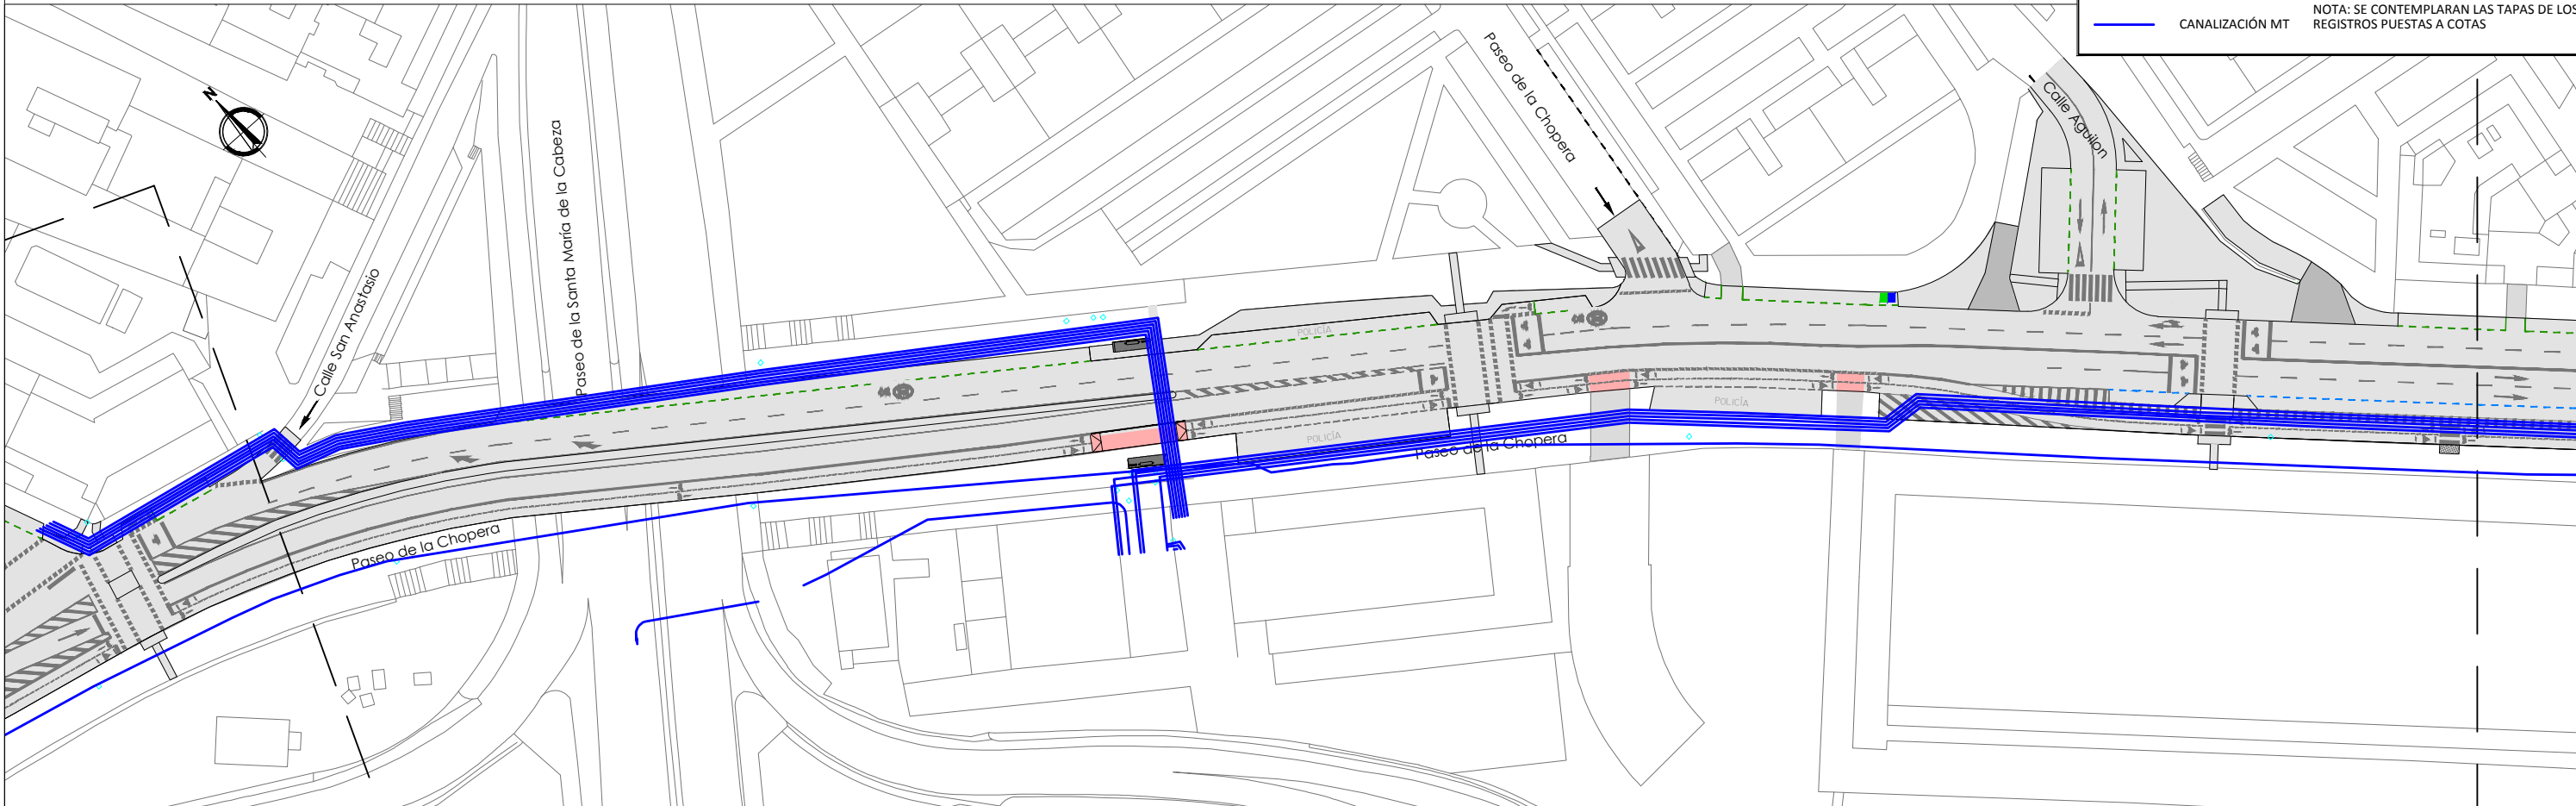 NOTA: SE CONTEMPLARAN LAS TAPAS DE LOS
CANALIZACIÓN MT REGISTROS PUESTAS A COTAS
N
Paseo de la Chopera
Calle Aguilon
Paseo de la Santa María de la Cabeza
Calle San Anastasio
POLICÍA
POLICÍA
POLICÍA
Paseo de la Chopera
Paseo de la Chopera